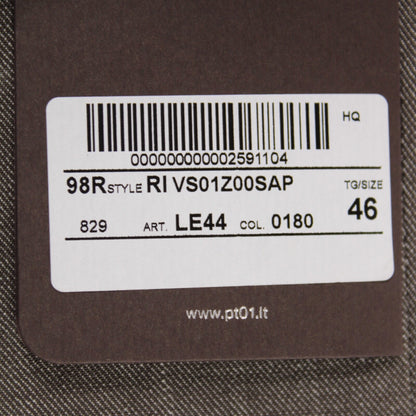 HQ
000000000002591104
98R STYLE RI VS01Z00SAP TG/SIZE
829 ART. LE44 COL. 0180 46
www.pt01.it